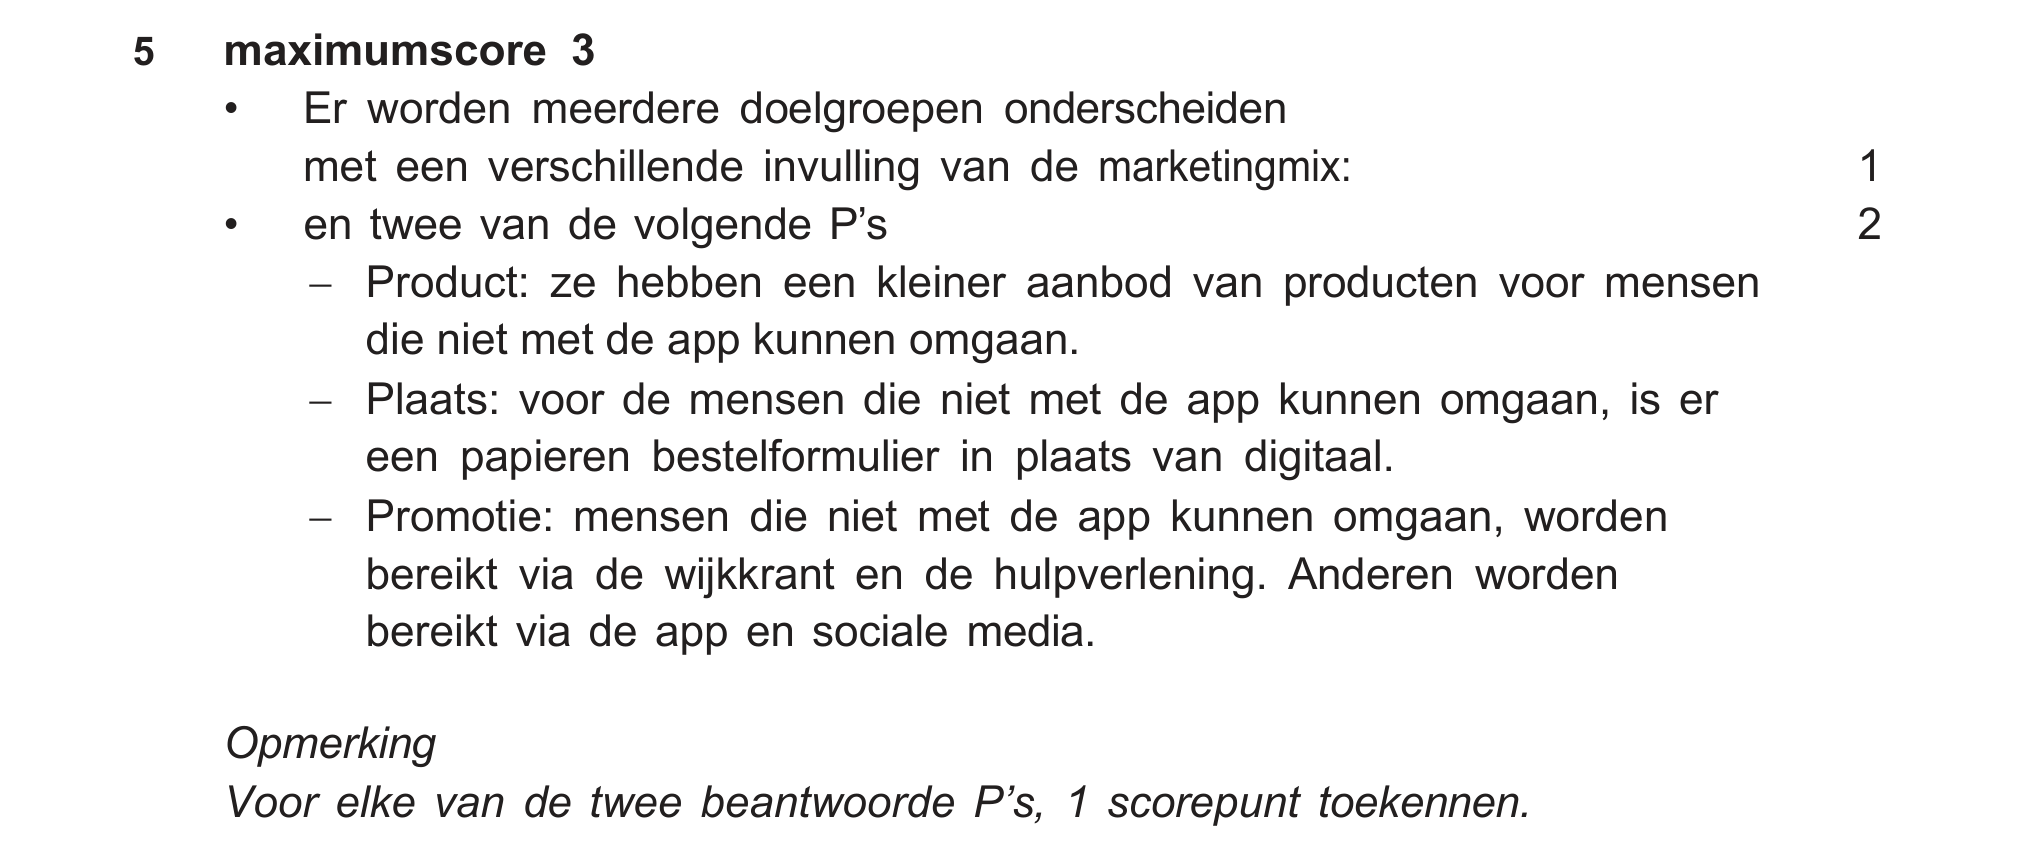 5 maximumscore 3
• Er worden meerdere doelgroepen onderscheiden
met een verschillende invulling van de marketingmix: 1
• en twee van de volgende P’s 2
– Product: ze hebben een kleiner aanbod van producten voor mensen
die niet met de app kunnen omgaan.
– Plaats: voor de mensen die niet met de app kunnen omgaan, is er
een papieren bestelformulier in plaats van digitaal.
– Promotie: mensen die niet met de app kunnen omgaan, worden
bereikt via de wijkkrant en de hulpverlening. Anderen worden
bereikt via de app en sociale media.
Opmerking
Voor elke van de twee beantwoorde P’s, 1 scorepunt toekennen.